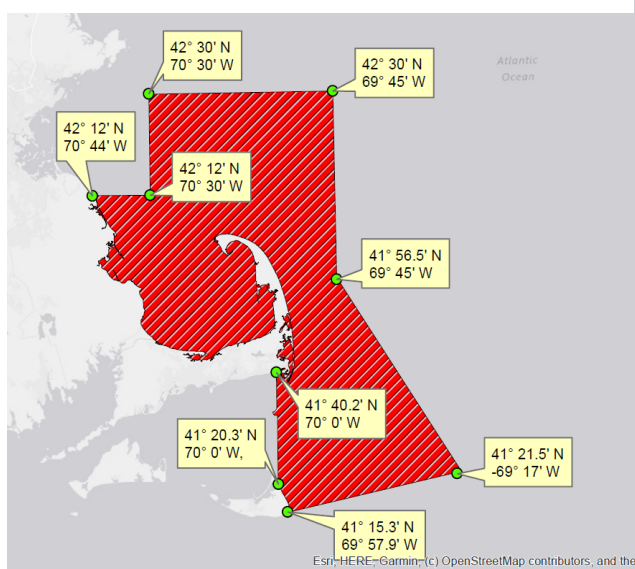 42° 30' N
70° 30' W
42° 30' N
69° 45' W
Atlantic
Ocean
42° 12' N
70° 44' W
42° 12' N
70° 30' W
41° 56.5' N
69° 45' W
41° 40.2' N
70° 0' W
41° 20.3' N
70° 0' W,
41° 21.5' N
-69° 17' W
41° 15.3' N
69° 57.9' W
Esri, HERE, Garmin, (c) OpenStreetMap contributors, and the